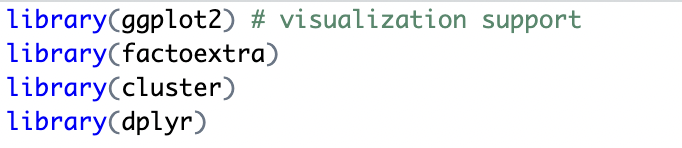 library(ggplot2) # visualization support
library(factoextra)
library(cluster)
library(dplyr)